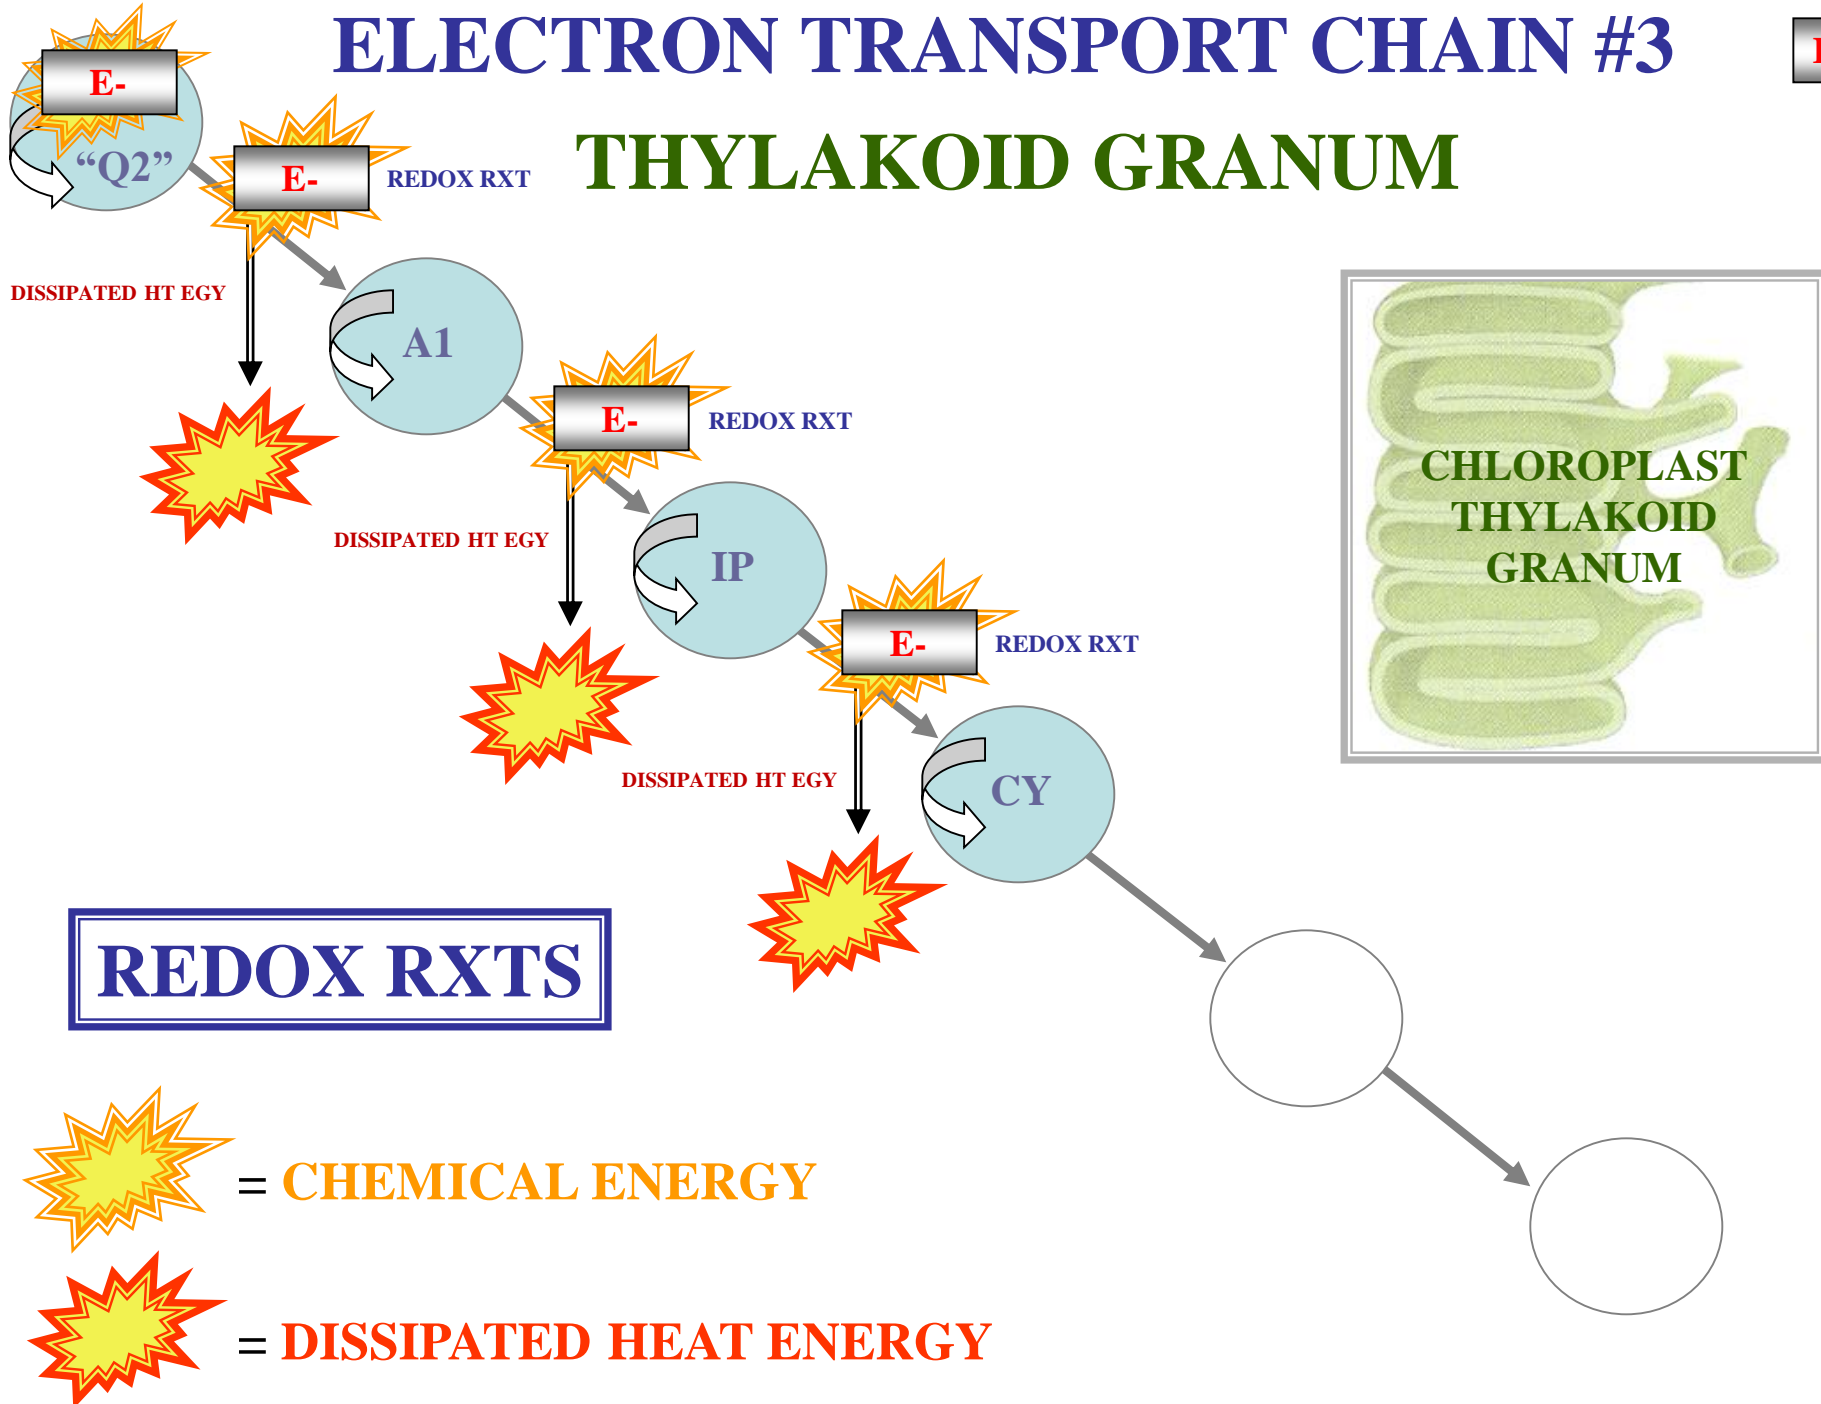 ELECTRON TRANSPORT CHAIN #3
THYLAKOID GRANUM
E-
“Q2”
E-
REDOX RXT
DISSIPATED HT EGY
A1
E-
REDOX RXT
DISSIPATED HT EGY
IP
E-
REDOX RXT
DISSIPATED HT EGY
CY
CHLOROPLAST
THYLAKOID
GRANUM
REDOX RXTS
= CHEMICAL ENERGY
= DISSIPATED HEAT ENERGY